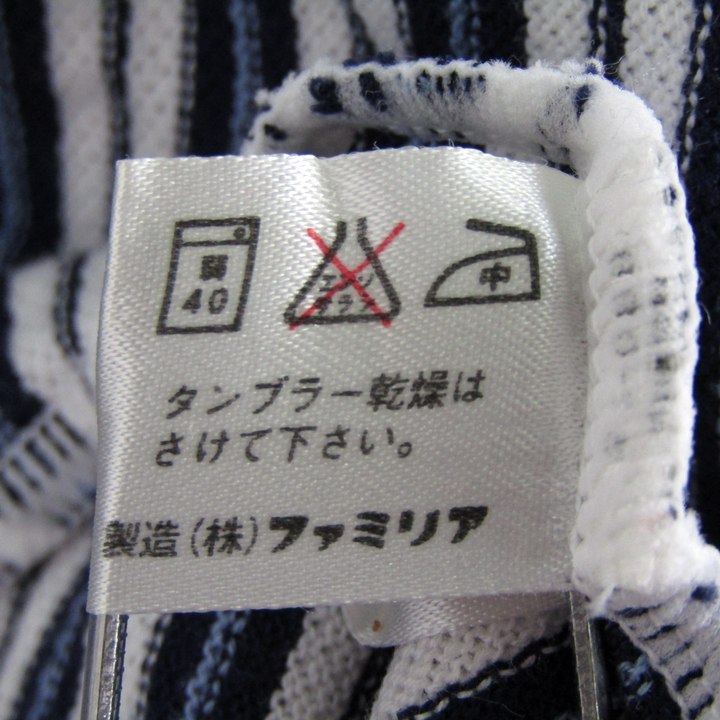 弱
40
エンソ
サラシ
中
タンブラー乾燥は
さけて下さい。
製造(株)ファミリア